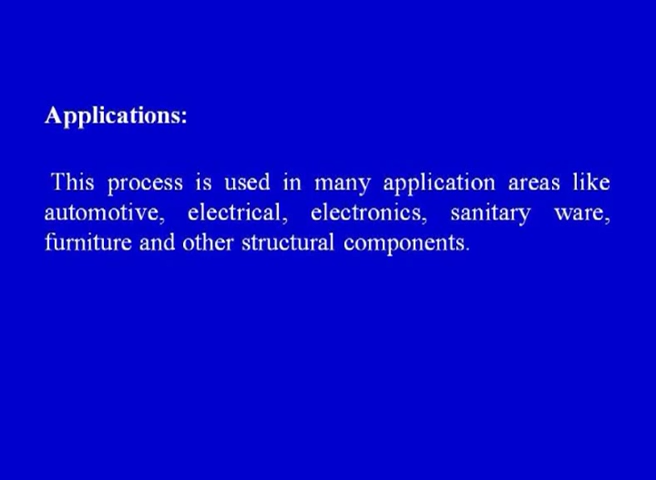 Applications:
This process is used in many application areas like
automotive, electrical, electronics, sanitary ware,
furniture and other structural components.